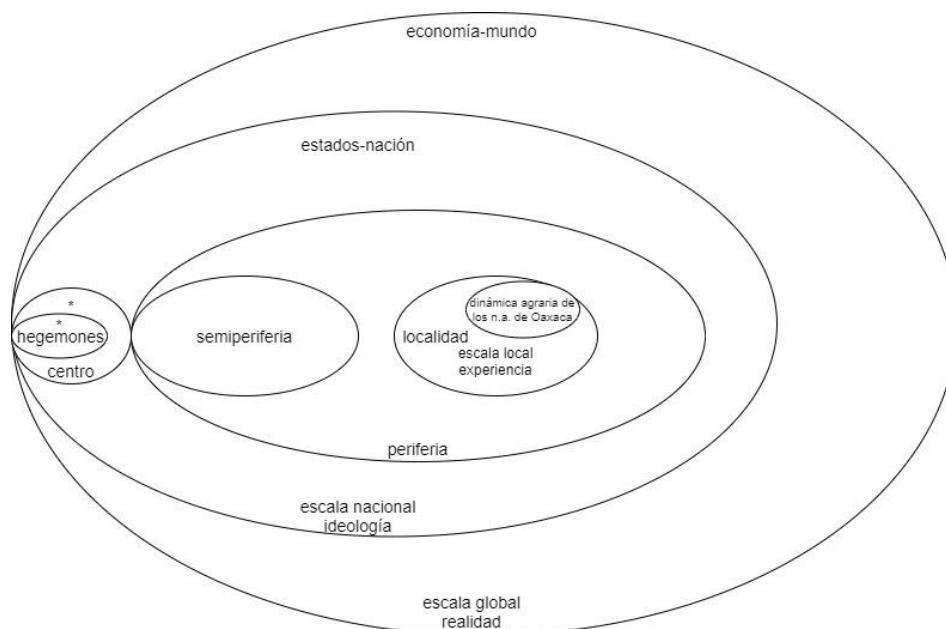 economía-mundo
estados-nación
*
*
hegemones
centro
semiperiferia
dinámica agraria de
los n.a. de Oaxaca
localidad
escala local
experiencia
periferia
escala nacional
ideología
escala global
realidad